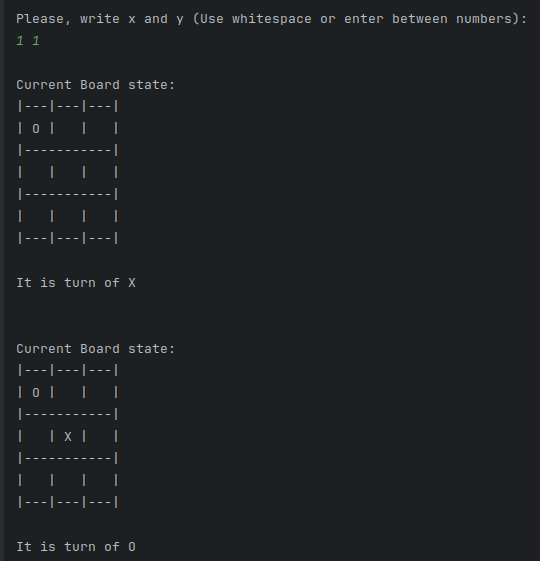 Please, write x and y (Use whitespace or enter between numbers):
1 1
Current Board state:
|---|---|---|
| O |   |   |
|-----------|
|   |   |   |
|-----------|
|   |   |   |
|---|---|---|
It is turn of X
Current Board state:
|---|---|---|
| O |   |   |
|-----------|
|   | X |   |
|-----------|
|   |   |   |
|---|---|---|
It is turn of O